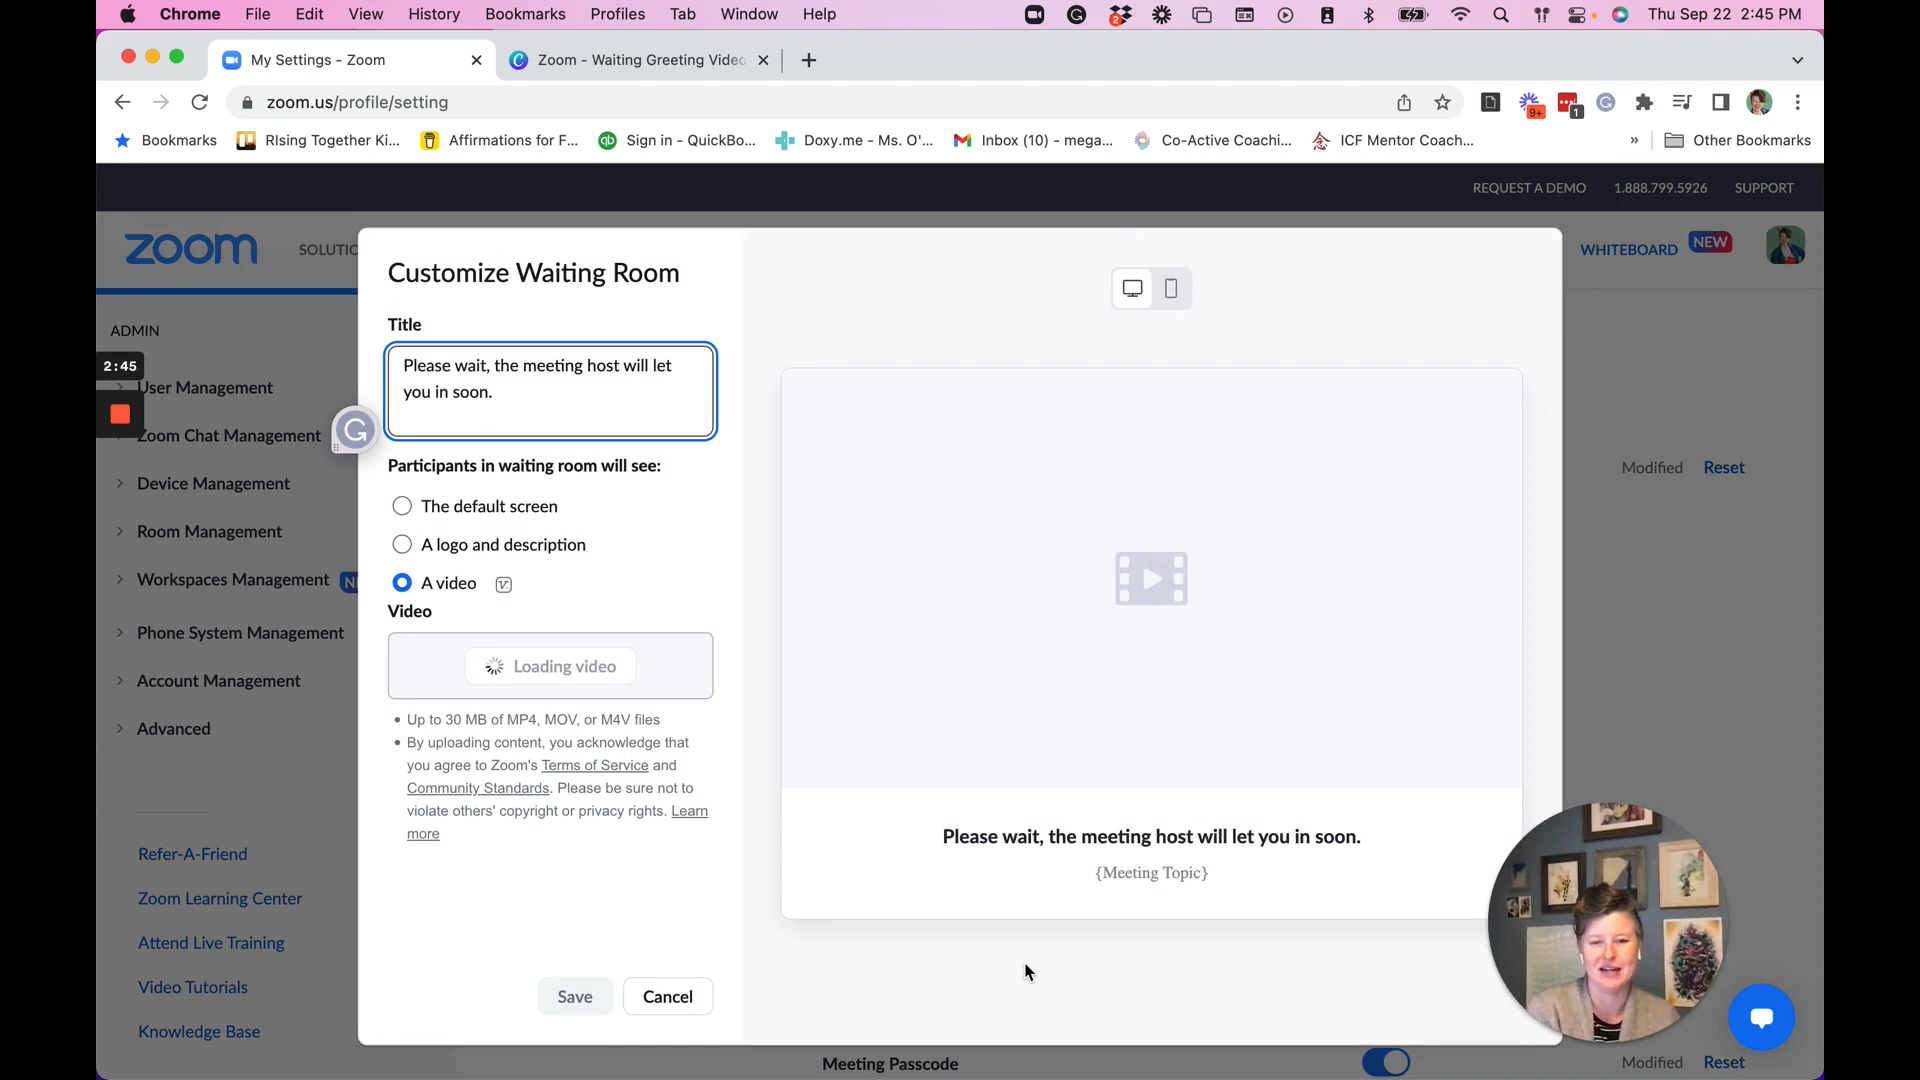 Chrome File Edit View History Bookmarks Profiles Tab Window Help
2
Thu Sep 22 2:45 PM
My Settings - Zoom
Zoom - Waiting Greeting Video
zoom.us/profile/setting
9+
1
Bookmarks
RIsing Together Ki...
Affirmations for F...
Sign in - QuickBo...
Doxy.me - Ms. O'...
Inbox (10) - mega...
Co-Active Coachi...
ICF Mentor Coach...
»
Other Bookmarks
REQUEST A DEMO 1.888.799.5926 SUPPORT
zoom
SOLUTIO
WHITEBOARD NEW
ADMIN
2:45
User Management
Zoom Chat Management
Device Management
Room Management
Workspaces Management
Phone System Management
Account Management
Advanced
Refer-A-Friend
Zoom Learning Center
Attend Live Training
Video Tutorials
Knowledge Base
Customize Waiting Room
Title
Please wait, the meeting host will let
you in soon.
Participants in waiting room will see:
The default screen
A logo and description
A video
Video
Loading video
• Up to 30 MB of MP4, MOV, or M4V files
• By uploading content, you acknowledge that
you agree to Zoom's Terms of Service and
Community Standards. Please be sure not to
violate others' copyright or privacy rights. Learn
more
Save Cancel
Please wait, the meeting host will let you in soon.
{Meeting Topic}
Modified Reset
Meeting Passcode
Modified Reset